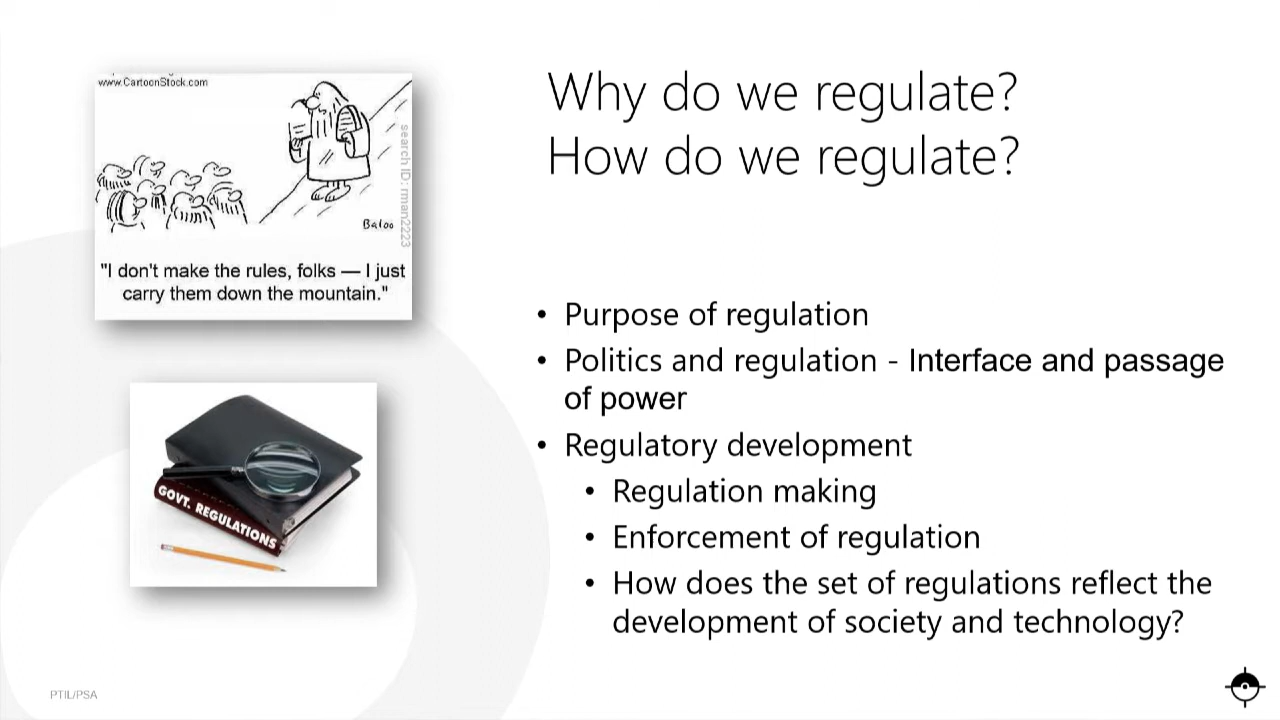 www.CartoonStock.com
search ID: rman2223
Baloo
"I don't make the rules, folks — I just
carry them down the mountain."
GOVT. REGULATIONS
Why do we regulate?
How do we regulate?
• Purpose of regulation
• Politics and regulation - Interface and passage
of power
• Regulatory development
• Regulation making
• Enforcement of regulation
• How does the set of regulations reflect the
development of society and technology?
PTIL/PSA